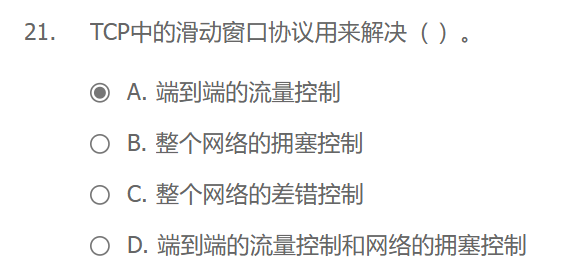 21. TCP中的滑动窗口协议用来解决（ ）。
A. 端到端的流量控制
B. 整个网络的拥塞控制
C. 整个网络的差错控制
D. 端到端的流量控制和网络的拥塞控制